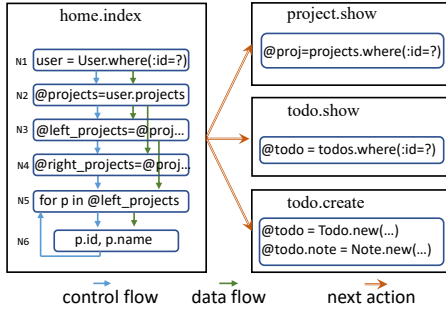 home.index
N1 user = User.where(:id=?)
N2 @projects=user.projects
N3 @left_projects=@proj...
N4 @right_projects=@proj...
N5 for p in @left_projects
N6 p.id, p.name
project.show
@proj=projects.where(:id=?)
todo.show
@todo = todos.where(:id=?)
todo.create
@todo = Todo.new(...)
@todo.note = Note.new(...)
control flow data flow next action